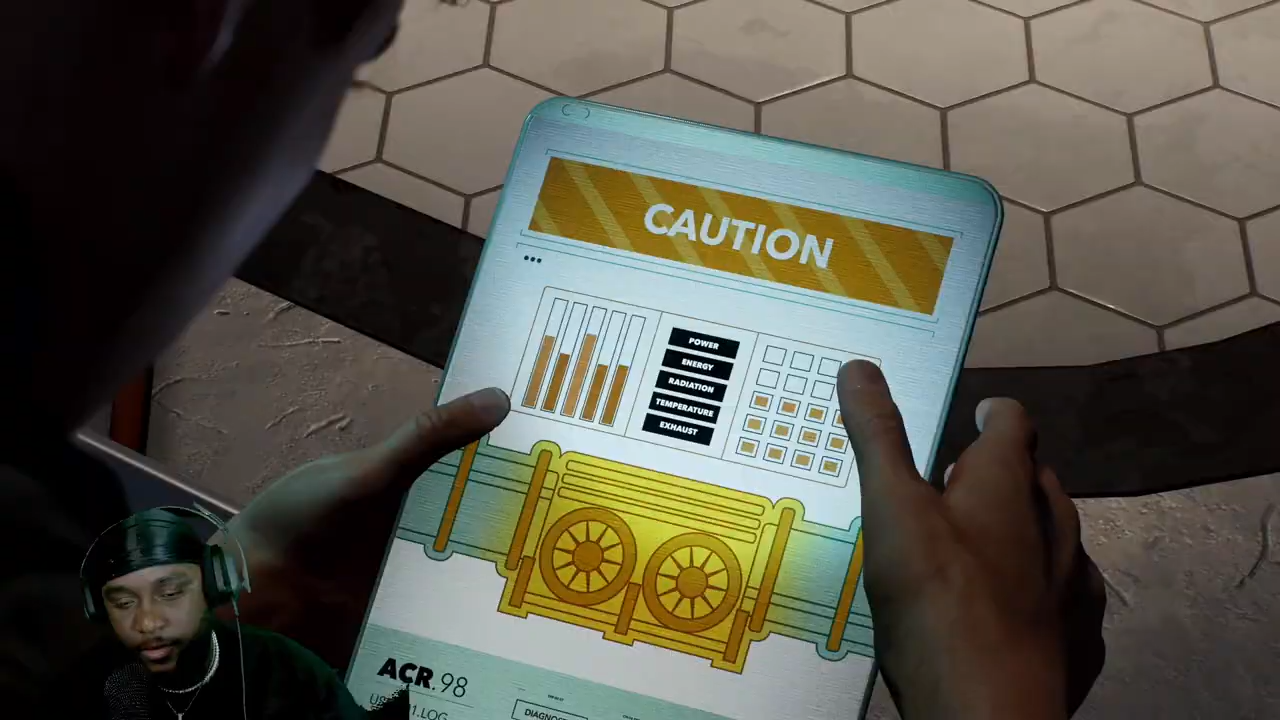 CAUTION
POWER
ENERGY
RADIATION
TEMPERATURE
EXHAUST
ACR.98